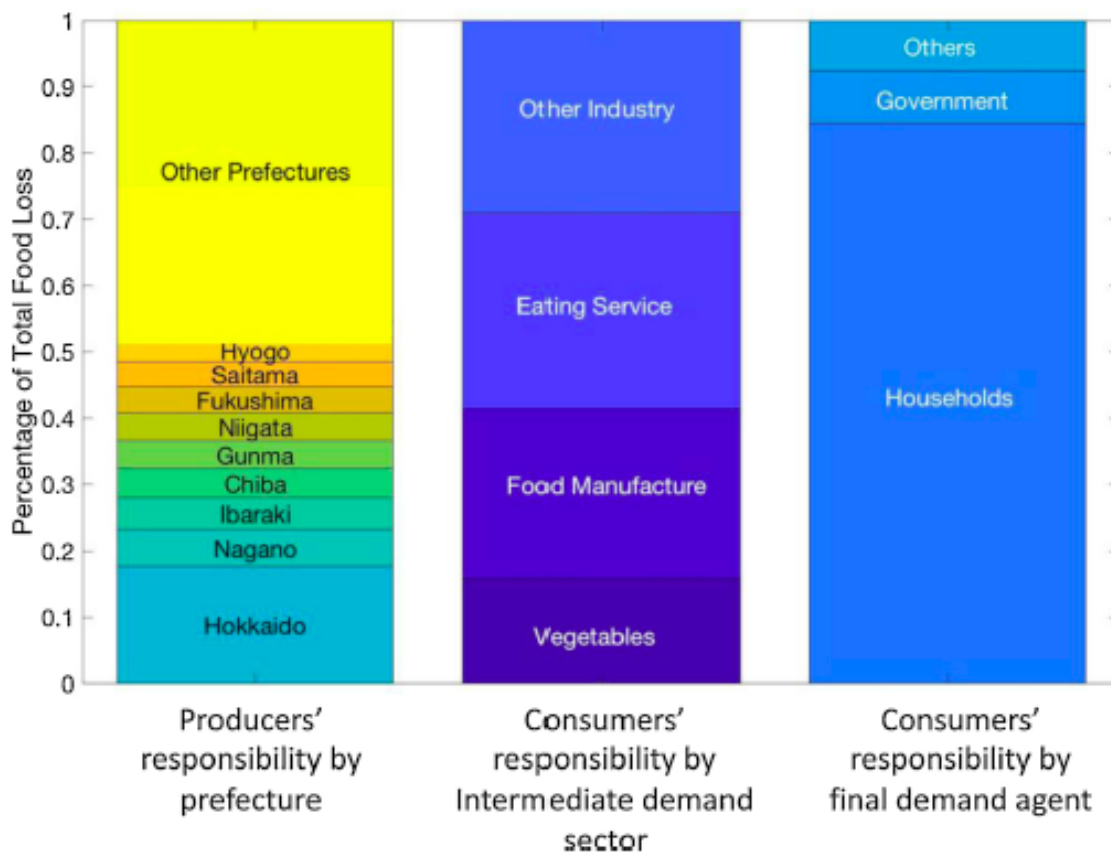 Percentage of Total Food Loss
1
0.9
0.8
0.7
0.6
0.5
0.4
0.3
0.2
0.1
0
Other Prefectures
Hyogo
Saitama
Fukushima
Niigata
Gunma
Chiba
Ibaraki
Nagano
Hokkaido
Other Industry
Eating Service
Food Manufacture
Vegetables
Others
Government
Households
Producers’
responsibility by
prefecture
Consumers’
responsibility by
Intermediate demand
sector
Consumers’
responsibility by
final demand agent